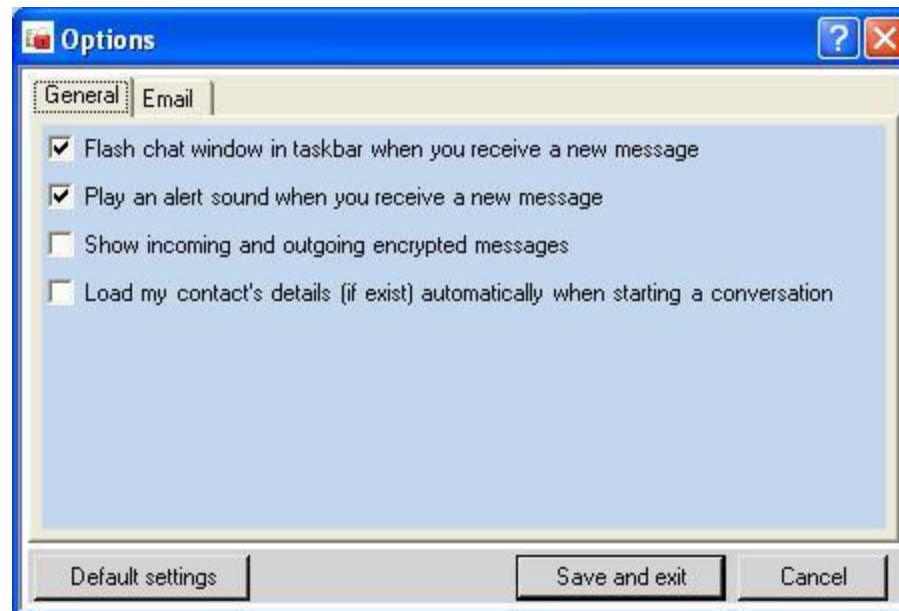 Options
General Email
Flash chat window in taskbar when you receive a new message
Play an alert sound when you receive a new message
Show incoming and outgoing encrypted messages
Load my contact's details (if exist) automatically when starting a conversation
Default settings Save and exit Cancel